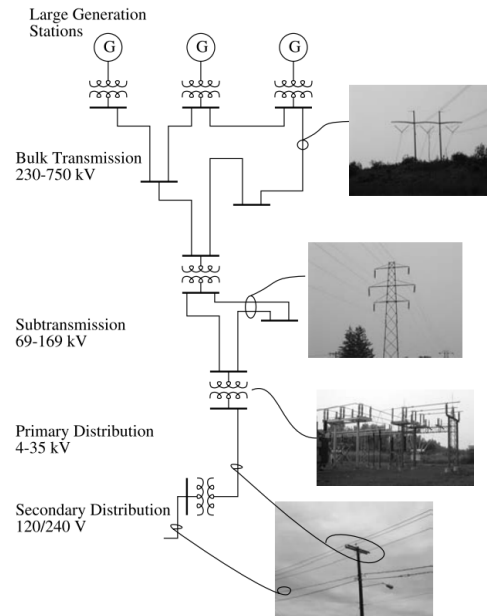 Large Generation
Stations
G
G
G
Bulk Transmission
230-750 kV
Subtransmission
69-169 kV
Primary Distribution
4-35 kV
Secondary Distribution
120/240 V